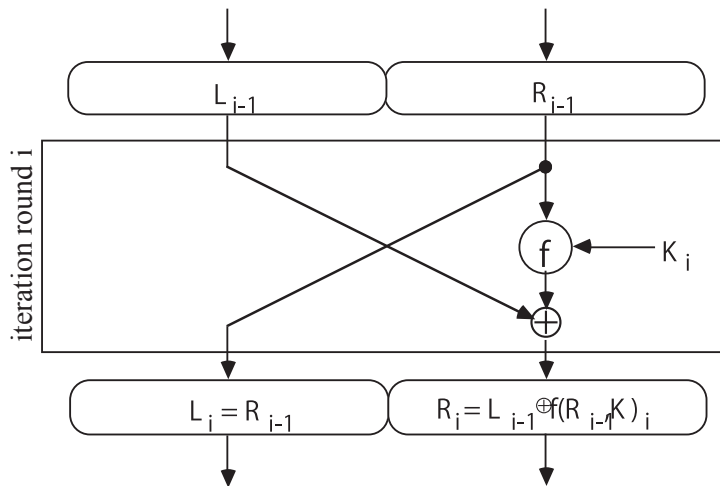 L i-1
R i-1
iteration round i
f
K i
L i = R i-1
R i = L i-1 ⊕ f(R i-1, K) i